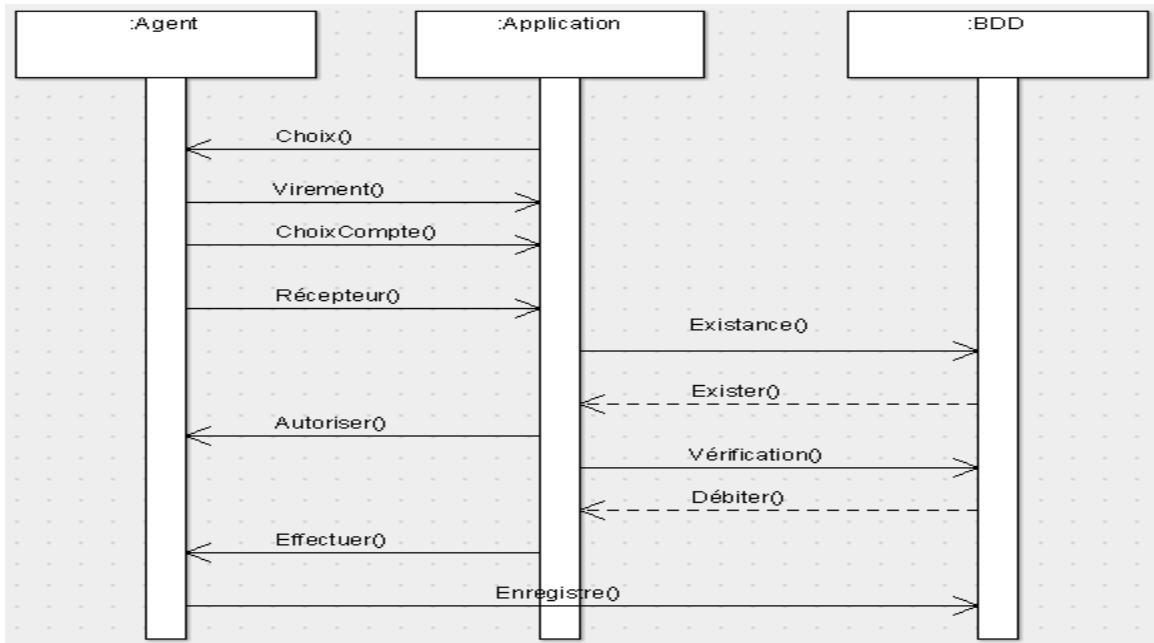 :Agent
:Application
:BDD
Choix()
Virement()
ChoixCompte()
Récepteur()
Existance()
Exister()
Autoriser()
Vérification()
Débiter()
Effectuer()
Enregistre()